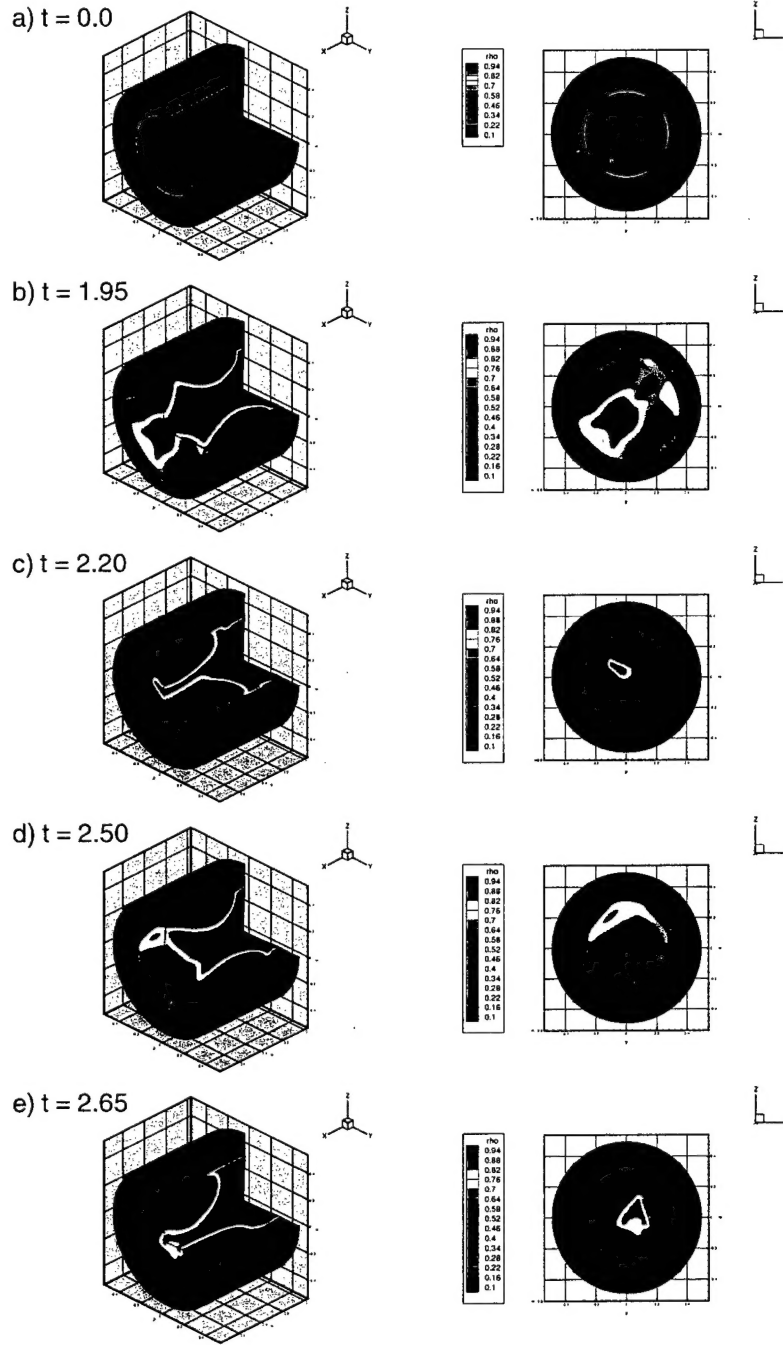 a) t = 0.0
Z
X
Y
Z
rho
0.94
0.82
0.7
0.58
0.46
0.34
0.22
0.1
b) t = 1.95
Z
X
Y
Z
rho
0.94
0.88
0.82
0.76
0.7
0.64
0.58
0.52
0.46
0.4
0.34
0.28
0.22
0.16
0.1
c) t = 2.20
Z
X
Y
Z
rho
0.94
0.88
0.82
0.76
0.7
0.64
0.58
0.52
0.46
0.4
0.34
0.28
0.22
0.16
0.1
d) t = 2.50
Z
X
Y
Z
rho
0.94
0.88
0.82
0.76
0.7
0.64
0.58
0.52
0.46
0.4
0.34
0.28
0.22
0.16
0.1
e) t = 2.65
Z
X
Y
Z
rho
0.94
0.88
0.82
0.76
0.7
0.64
0.58
0.52
0.46
0.4
0.34
0.28
0.22
0.16
0.1